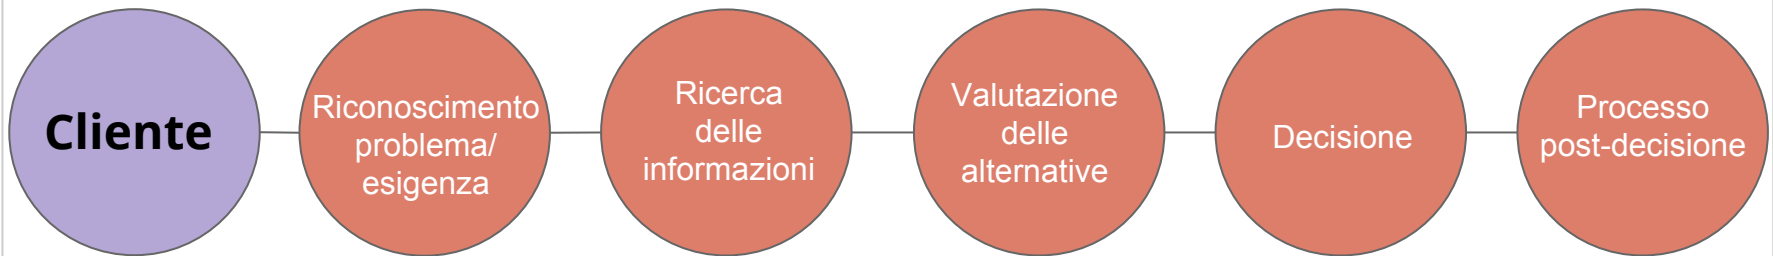 Cliente
Riconoscimento
problema/
esigenza
Ricerca
delle
informazioni
Valutazione
delle
alternative
Decisione
Processo
post-decisione